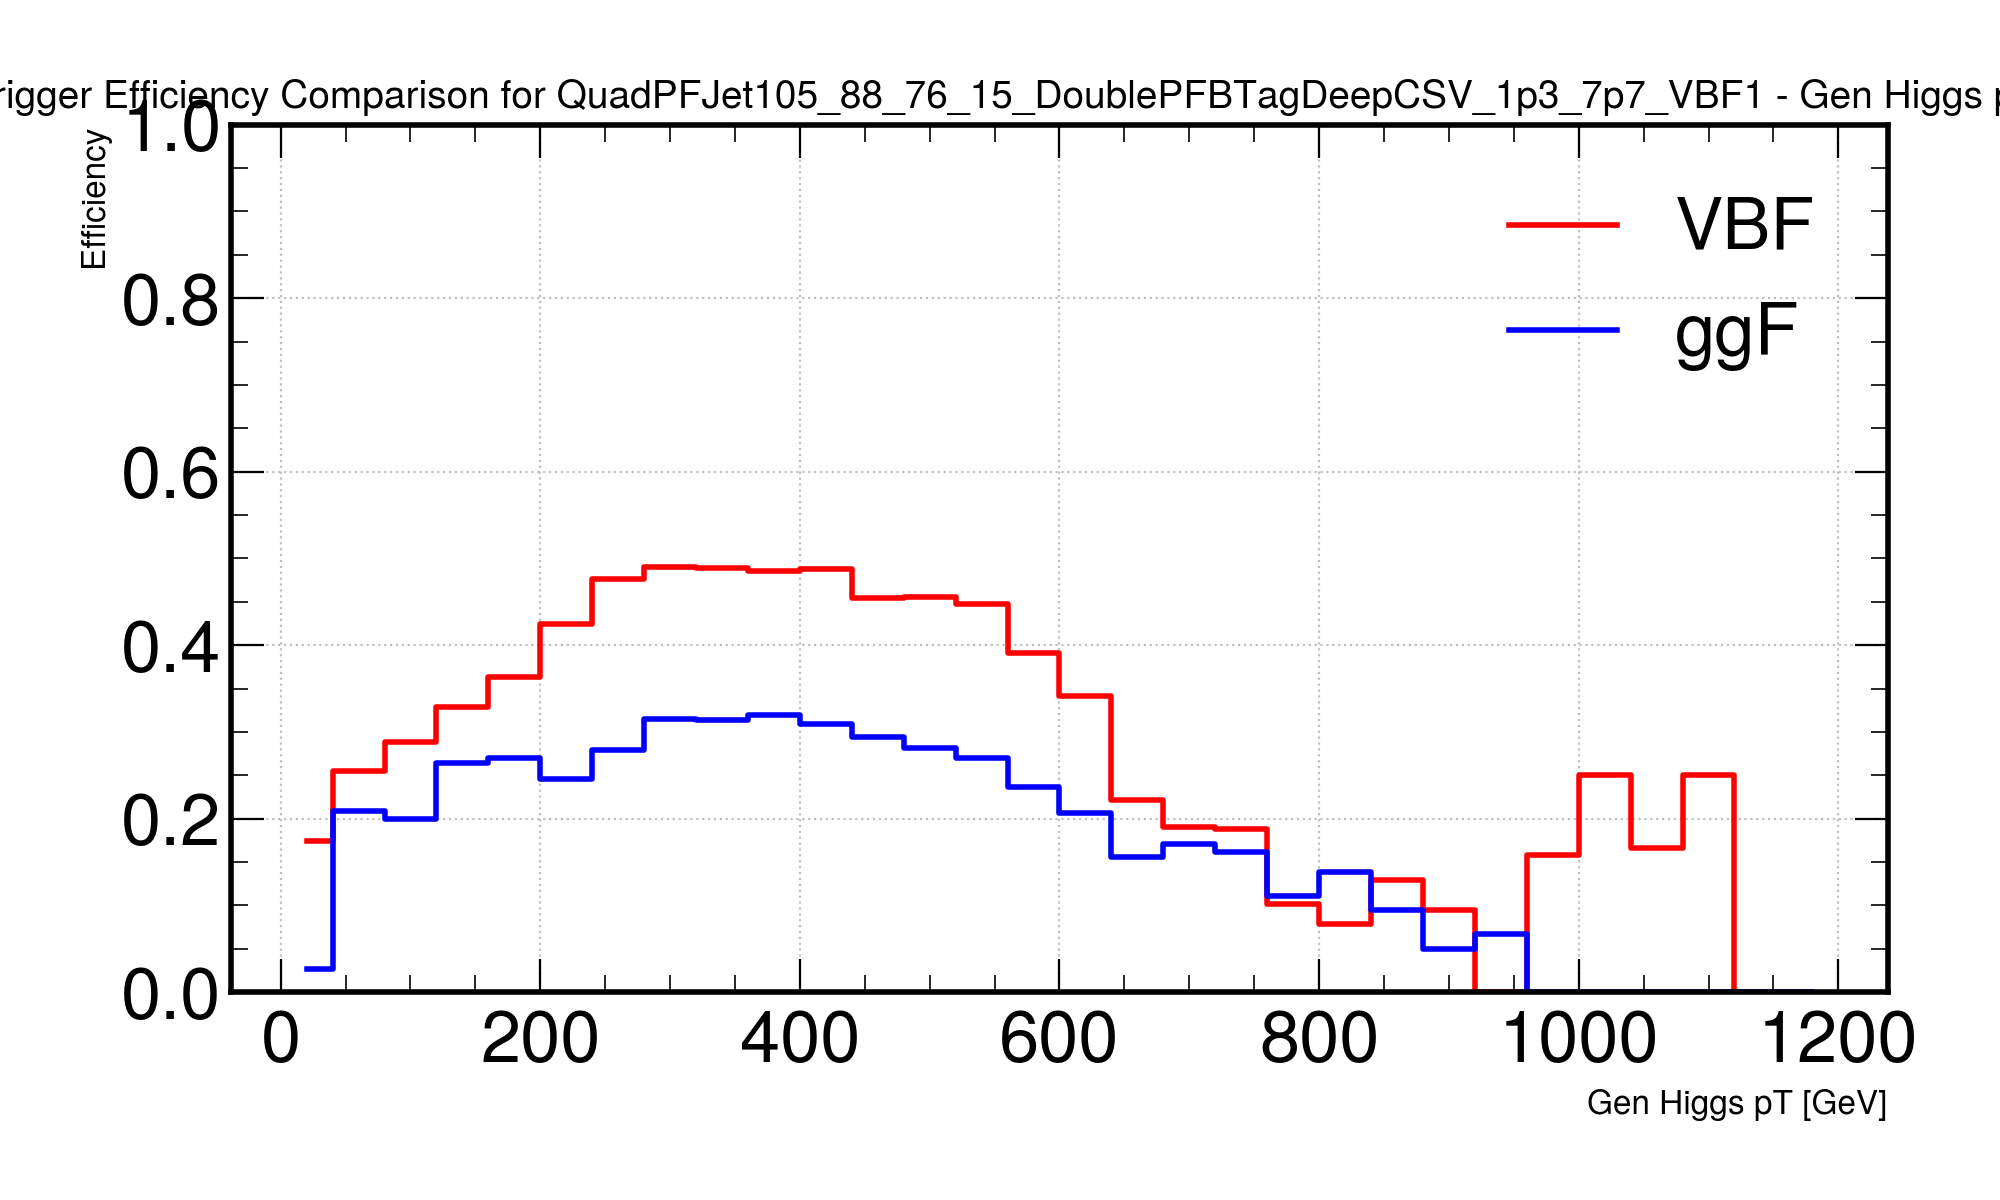 rigger Efficiency Comparison for QuadPFJet105_88_76_15_DoublePFBTagDeepCSV_1p3_7p7_VBF1 - Gen Higgs p
Efficiency
1.0
0.8
0.6
0.4
0.2
0.0
VBF
ggF
0 200 400 600 800 1000 1200
Gen Higgs pT [GeV]